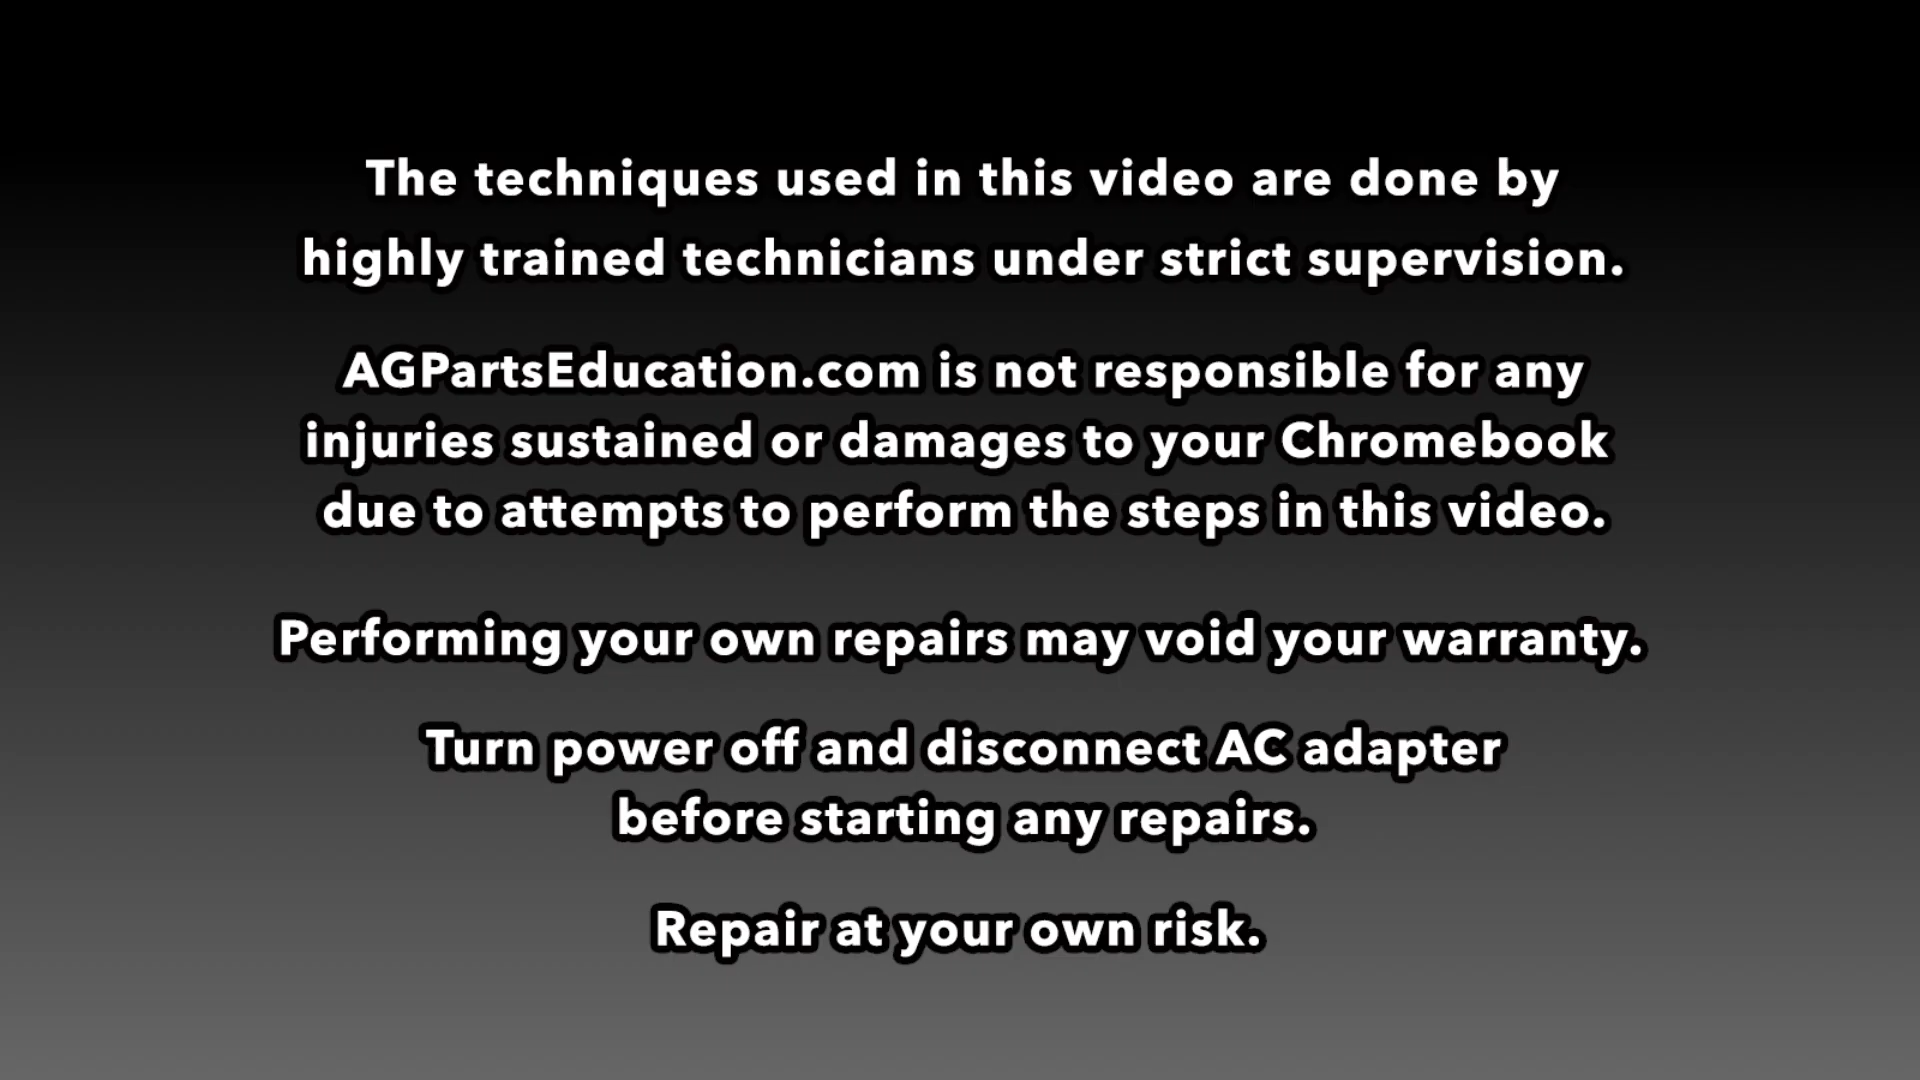 The techniques used in this video are done by
highly trained technicians under strict supervision.
AGPartsEducation.com is not responsible for any
injuries sustained or damages to your Chromebook
due to attempts to perform the steps in this video.
Performing your own repairs may void your warranty.
Turn power off and disconnect AC adapter
before starting any repairs.
Repair at your own risk.